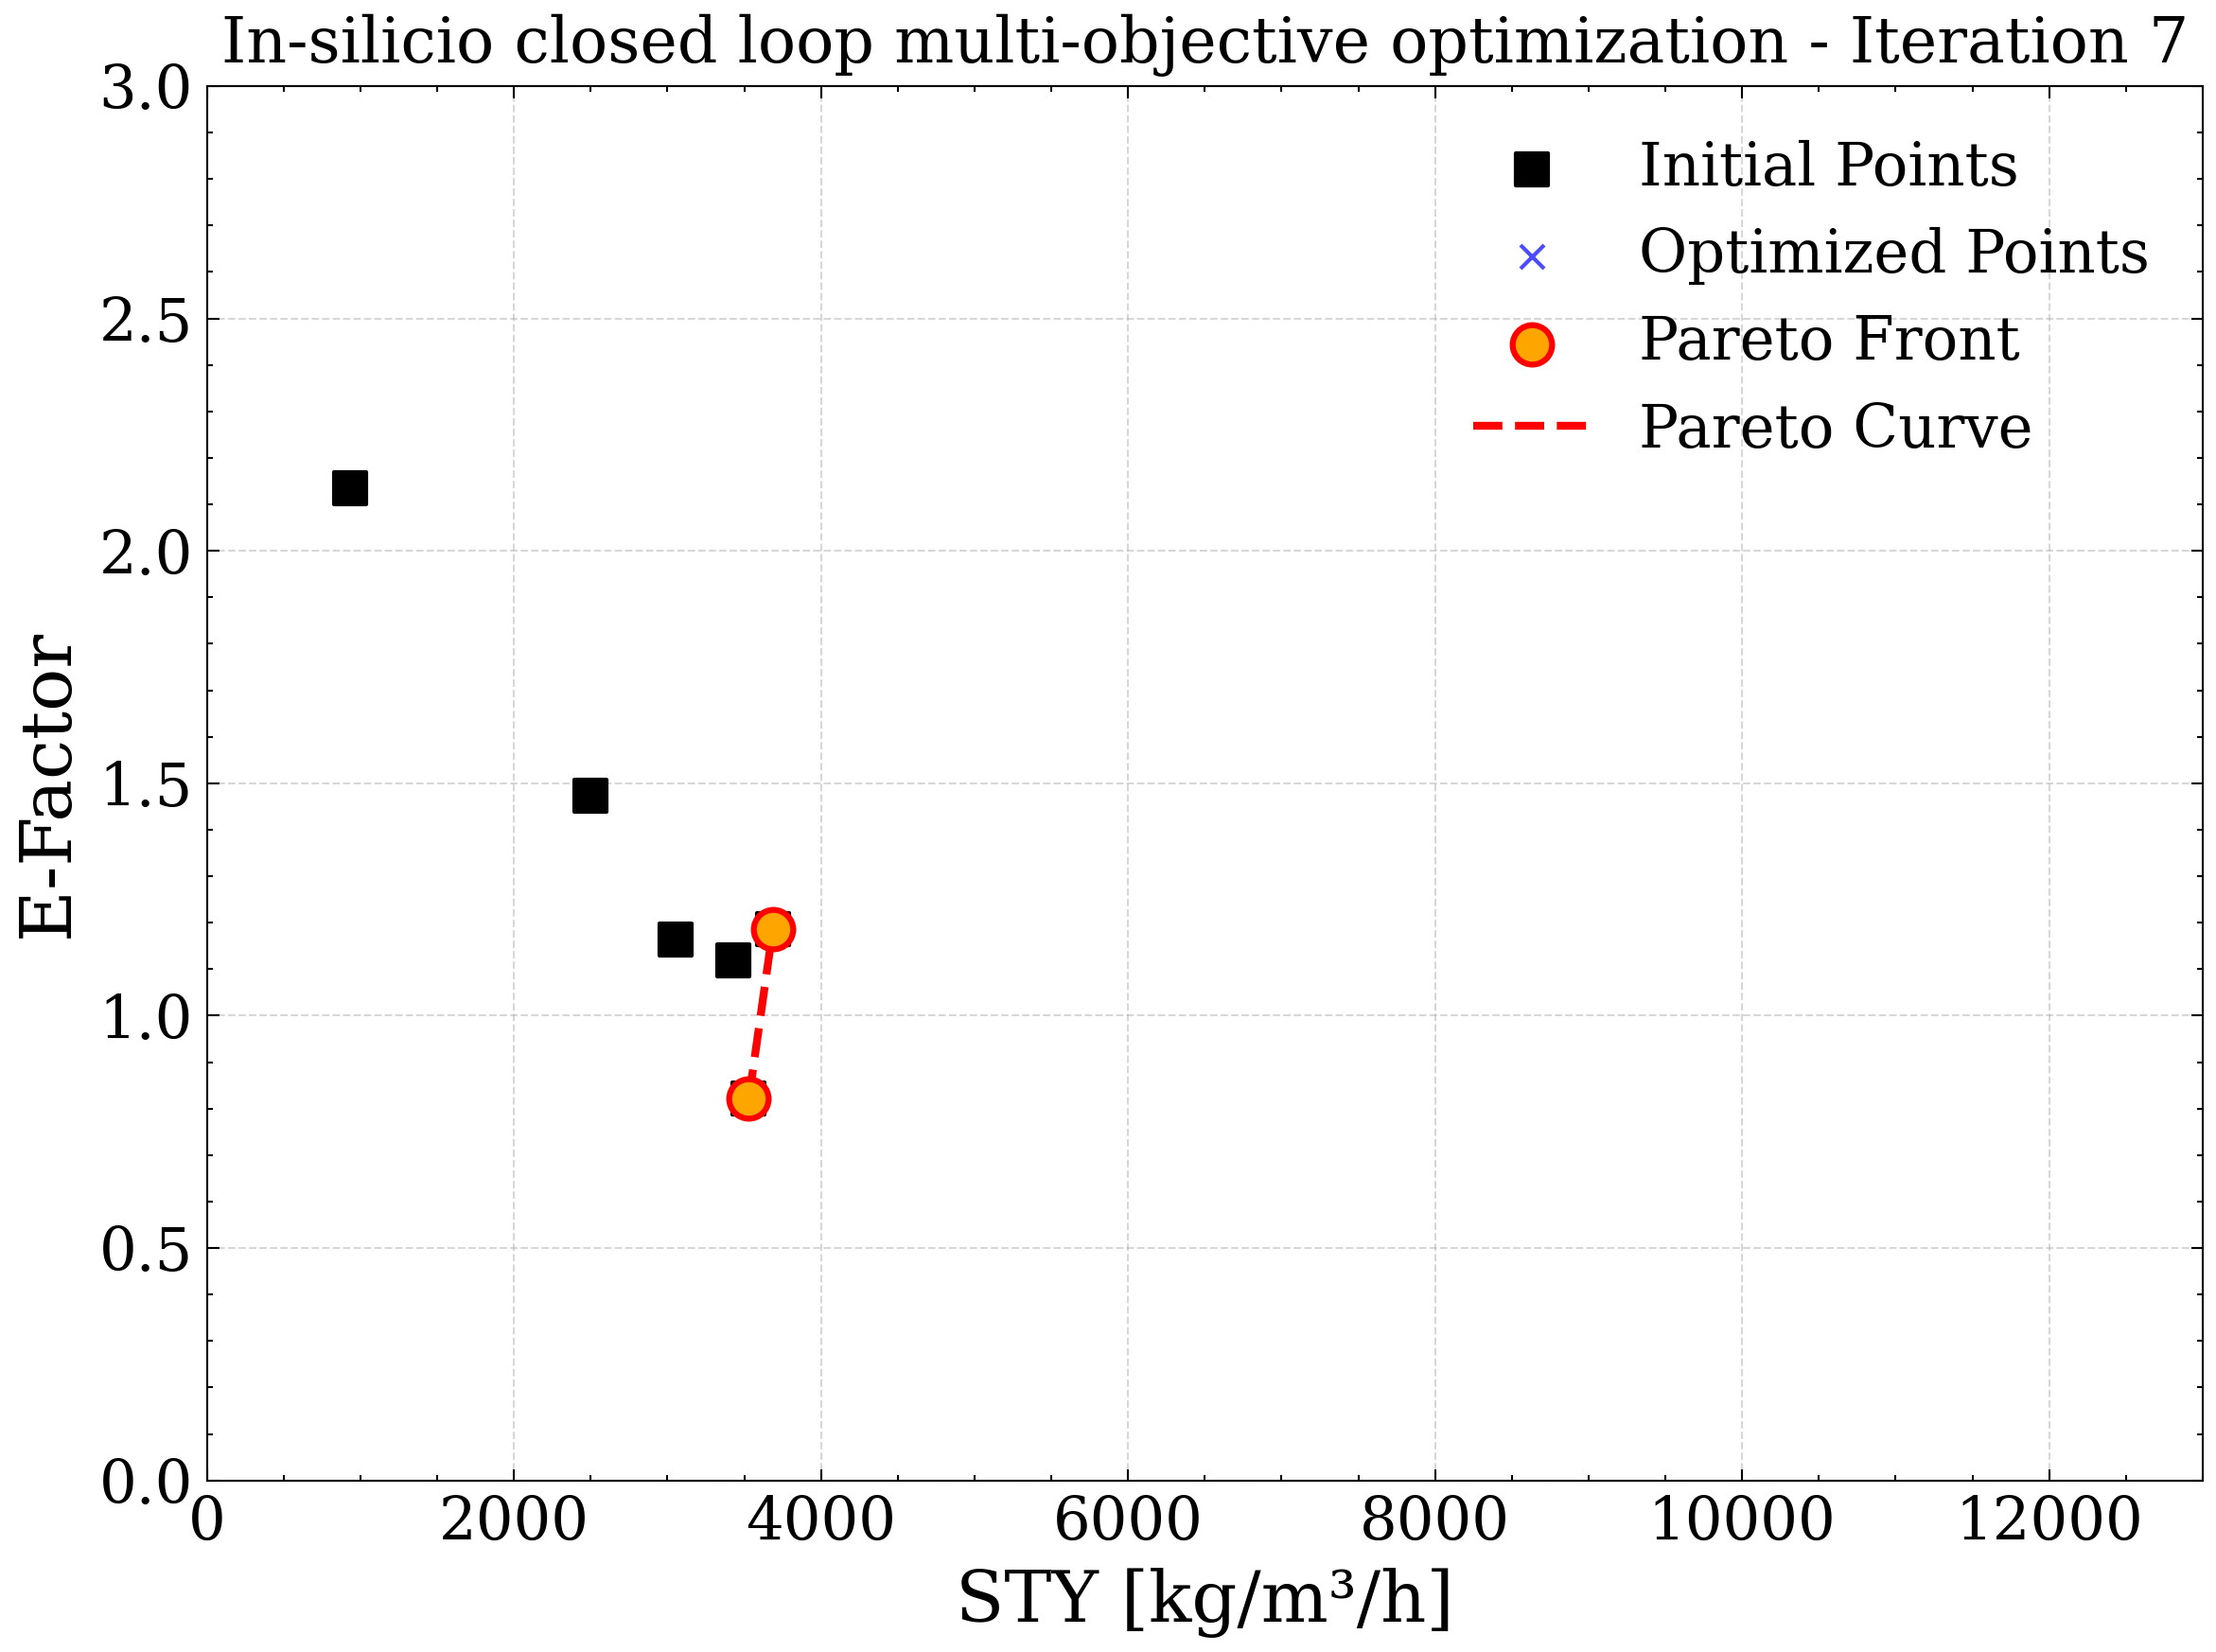 In-silicio closed loop multi-objective optimization - Iteration 7
3.0
2.5
2.0
1.5
1.0
0.5
0.0
E-Factor
Initial Points
Optimized Points
Pareto Front
Pareto Curve
0 2000 4000 6000 8000 10000 12000
STY [kg/m³/h]